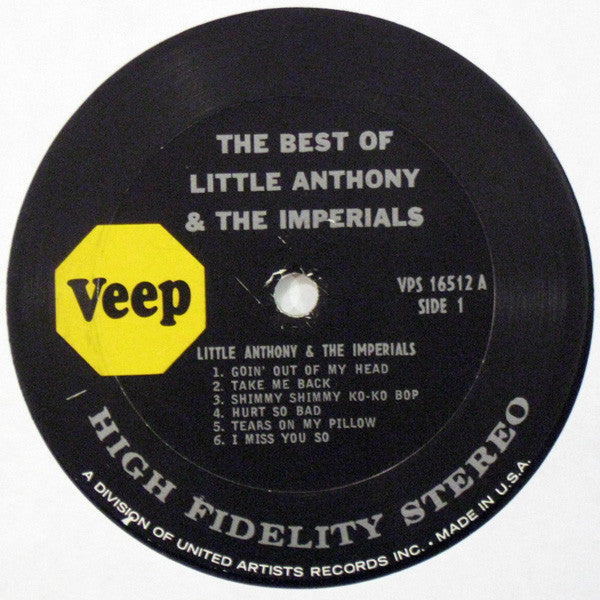 THE BEST OF
LITTLE ANTHONY
& THE IMPERIALS
Veep
VPS 16512 A
SIDE 1
LITTLE ANTHONY & THE IMPERIALS
1. GOIN' OUT OF MY HEAD
2. TAKE ME BACK
3. SHIMMY SHIMMY KO-KO BOP
4. HURT SO BAD
5. TEARS ON MY PILLOW
6. I MISS YOU SO
HIGH FIDELITY STEREO
A DIVISION OF UNITED ARTISTS RECORDS INC. • MADE IN U.S.A.